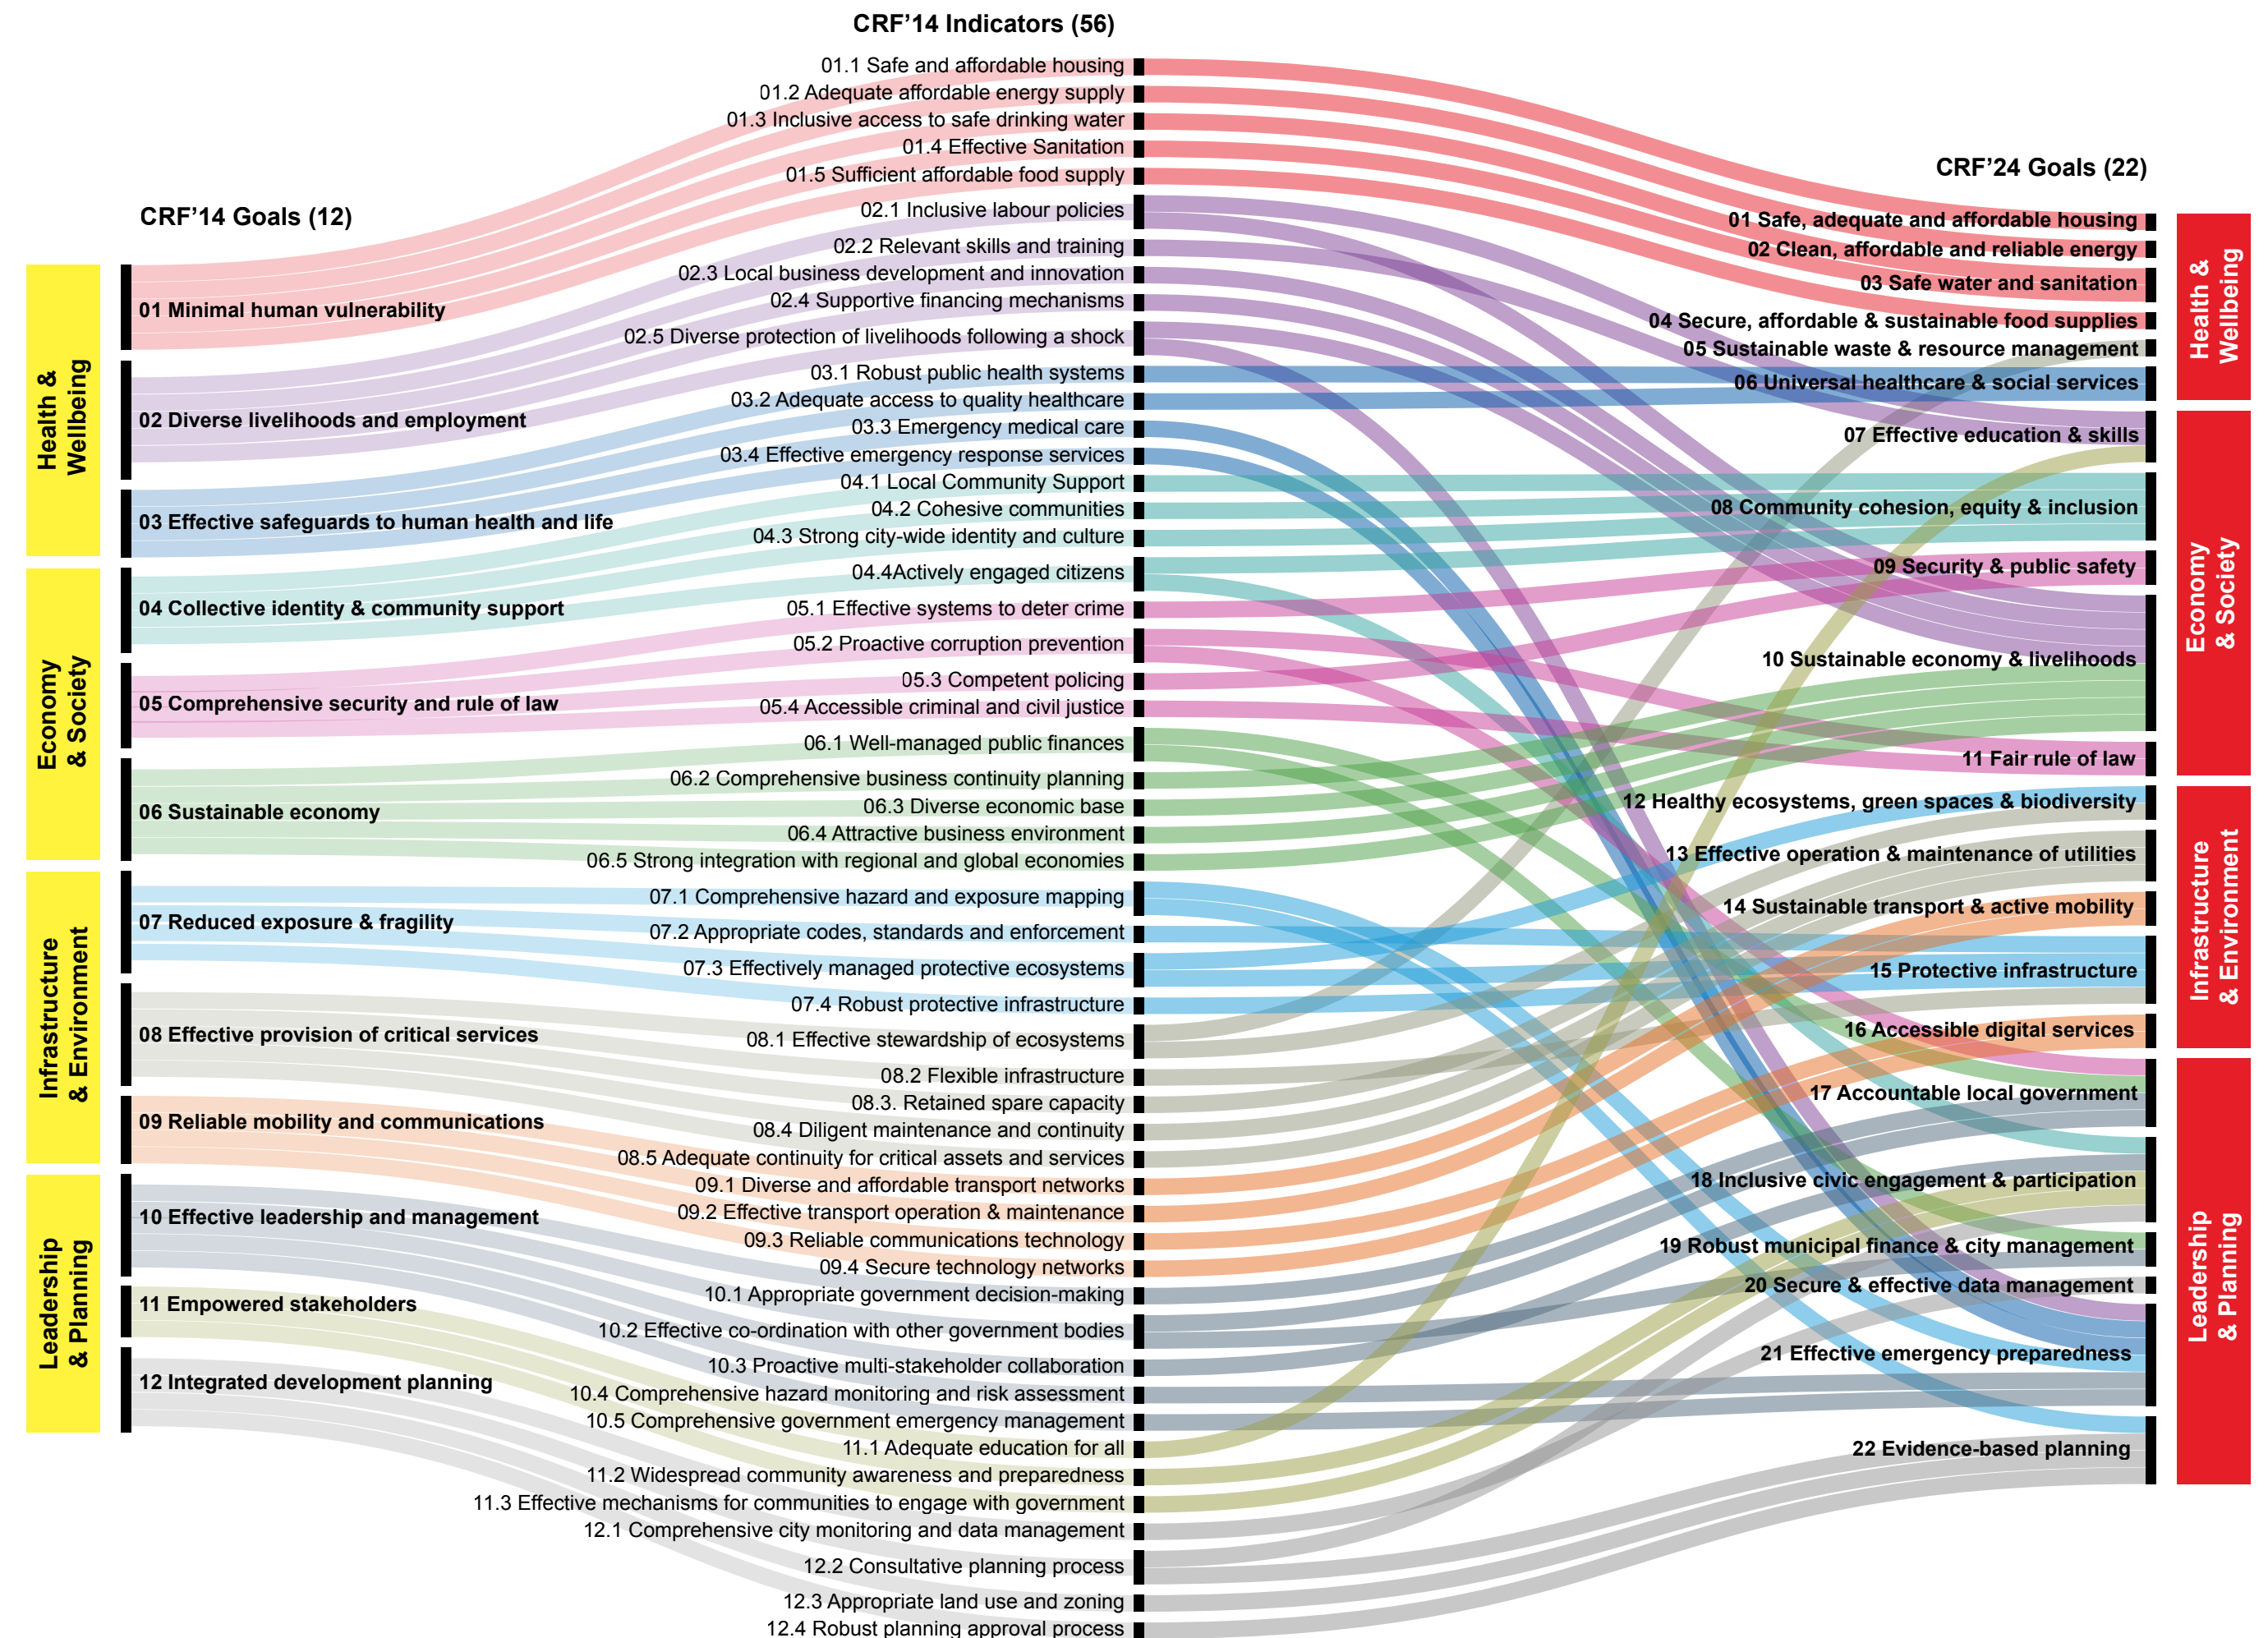 CRF’14 Indicators (56)
01.1 Safe and affordable housing
01.2 Adequate affordable energy supply
01.3 Inclusive access to safe drinking water
01.4 Effective Sanitation
01.5 Sufficient affordable food supply
02.1 Inclusive labour policies
02.2 Relevant skills and training
02.3 Local business development and innovation
02.4 Supportive financing mechanisms
02.5 Diverse protection of livelihoods following a shock
03.1 Robust public health systems
03.2 Adequate access to quality healthcare
03.3 Emergency medical care
03.4 Effective emergency response services
04.1 Local Community Support
04.2 Cohesive communities
04.3 Strong city-wide identity and culture
04.4Actively engaged citizens
05.1 Effective systems to deter crime
05.2 Proactive corruption prevention
05.3 Competent policing
05.4 Accessible criminal and civil justice
06.1 Well-managed public finances
06.2 Comprehensive business continuity planning
06.3 Diverse economic base
06.4 Attractive business environment
06.5 Strong integration with regional and global economies
07.1 Comprehensive hazard and exposure mapping
07.2 Appropriate codes, standards and enforcement
07.3 Effectively managed protective ecosystems
07.4 Robust protective infrastructure
08.1 Effective stewardship of ecosystems
08.2 Flexible infrastructure
08.3. Retained spare capacity
08.4 Diligent maintenance and continuity
08.5 Adequate continuity for critical assets and services
09.1 Diverse and affordable transport networks
09.2 Effective transport operation & maintenance
09.3 Reliable communications technology
09.4 Secure technology networks
10.1 Appropriate government decision-making
10.2 Effective co-ordination with other government bodies
10.3 Proactive multi-stakeholder collaboration
10.4 Comprehensive hazard monitoring and risk assessment
10.5 Comprehensive government emergency management
11.1 Adequate education for all
11.2 Widespread community awareness and preparedness
11.3 Effective mechanisms for communities to engage with government
12.1 Comprehensive city monitoring and data management
12.2 Consultative planning process
12.3 Appropriate land use and zoning
12.4 Robust planning approval process
CRF’14 Goals (12)
Health &
Wellbeing
01 Minimal human vulnerability
02 Diverse livelihoods and employment
03 Effective safeguards to human health and life
Economy
& Society
04 Collective identity & community support
05 Comprehensive security and rule of law
06 Sustainable economy
Infrastructure
& Environment
07 Reduced exposure & fragility
08 Effective provision of critical services
09 Reliable mobility and communications
Leadership
& Planning
10 Effective leadership and management
11 Empowered stakeholders
12 Integrated development planning
CRF’24 Goals (22)
Health &
Wellbeing
01 Safe, adequate and affordable housing
02 Clean, affordable and reliable energy
03 Safe water and sanitation
04 Secure, affordable & sustainable food supplies
05 Sustainable waste & resource management
06 Universal healthcare & social services
Economy
& Society
07 Effective education & skills
08 Community cohesion, equity & inclusion
09 Security & public safety
10 Sustainable economy & livelihoods
11 Fair rule of law
Infrastructure
& Environment
12 Healthy ecosystems, green spaces & biodiversity
13 Effective operation & maintenance of utilities
14 Sustainable transport & active mobility
15 Protective infrastructure
16 Accessible digital services
Leadership
& Planning
17 Accountable local government
18 Inclusive civic engagement & participation
19 Robust municipal finance & city management
20 Secure & effective data management
21 Effective emergency preparedness
22 Evidence-based planning